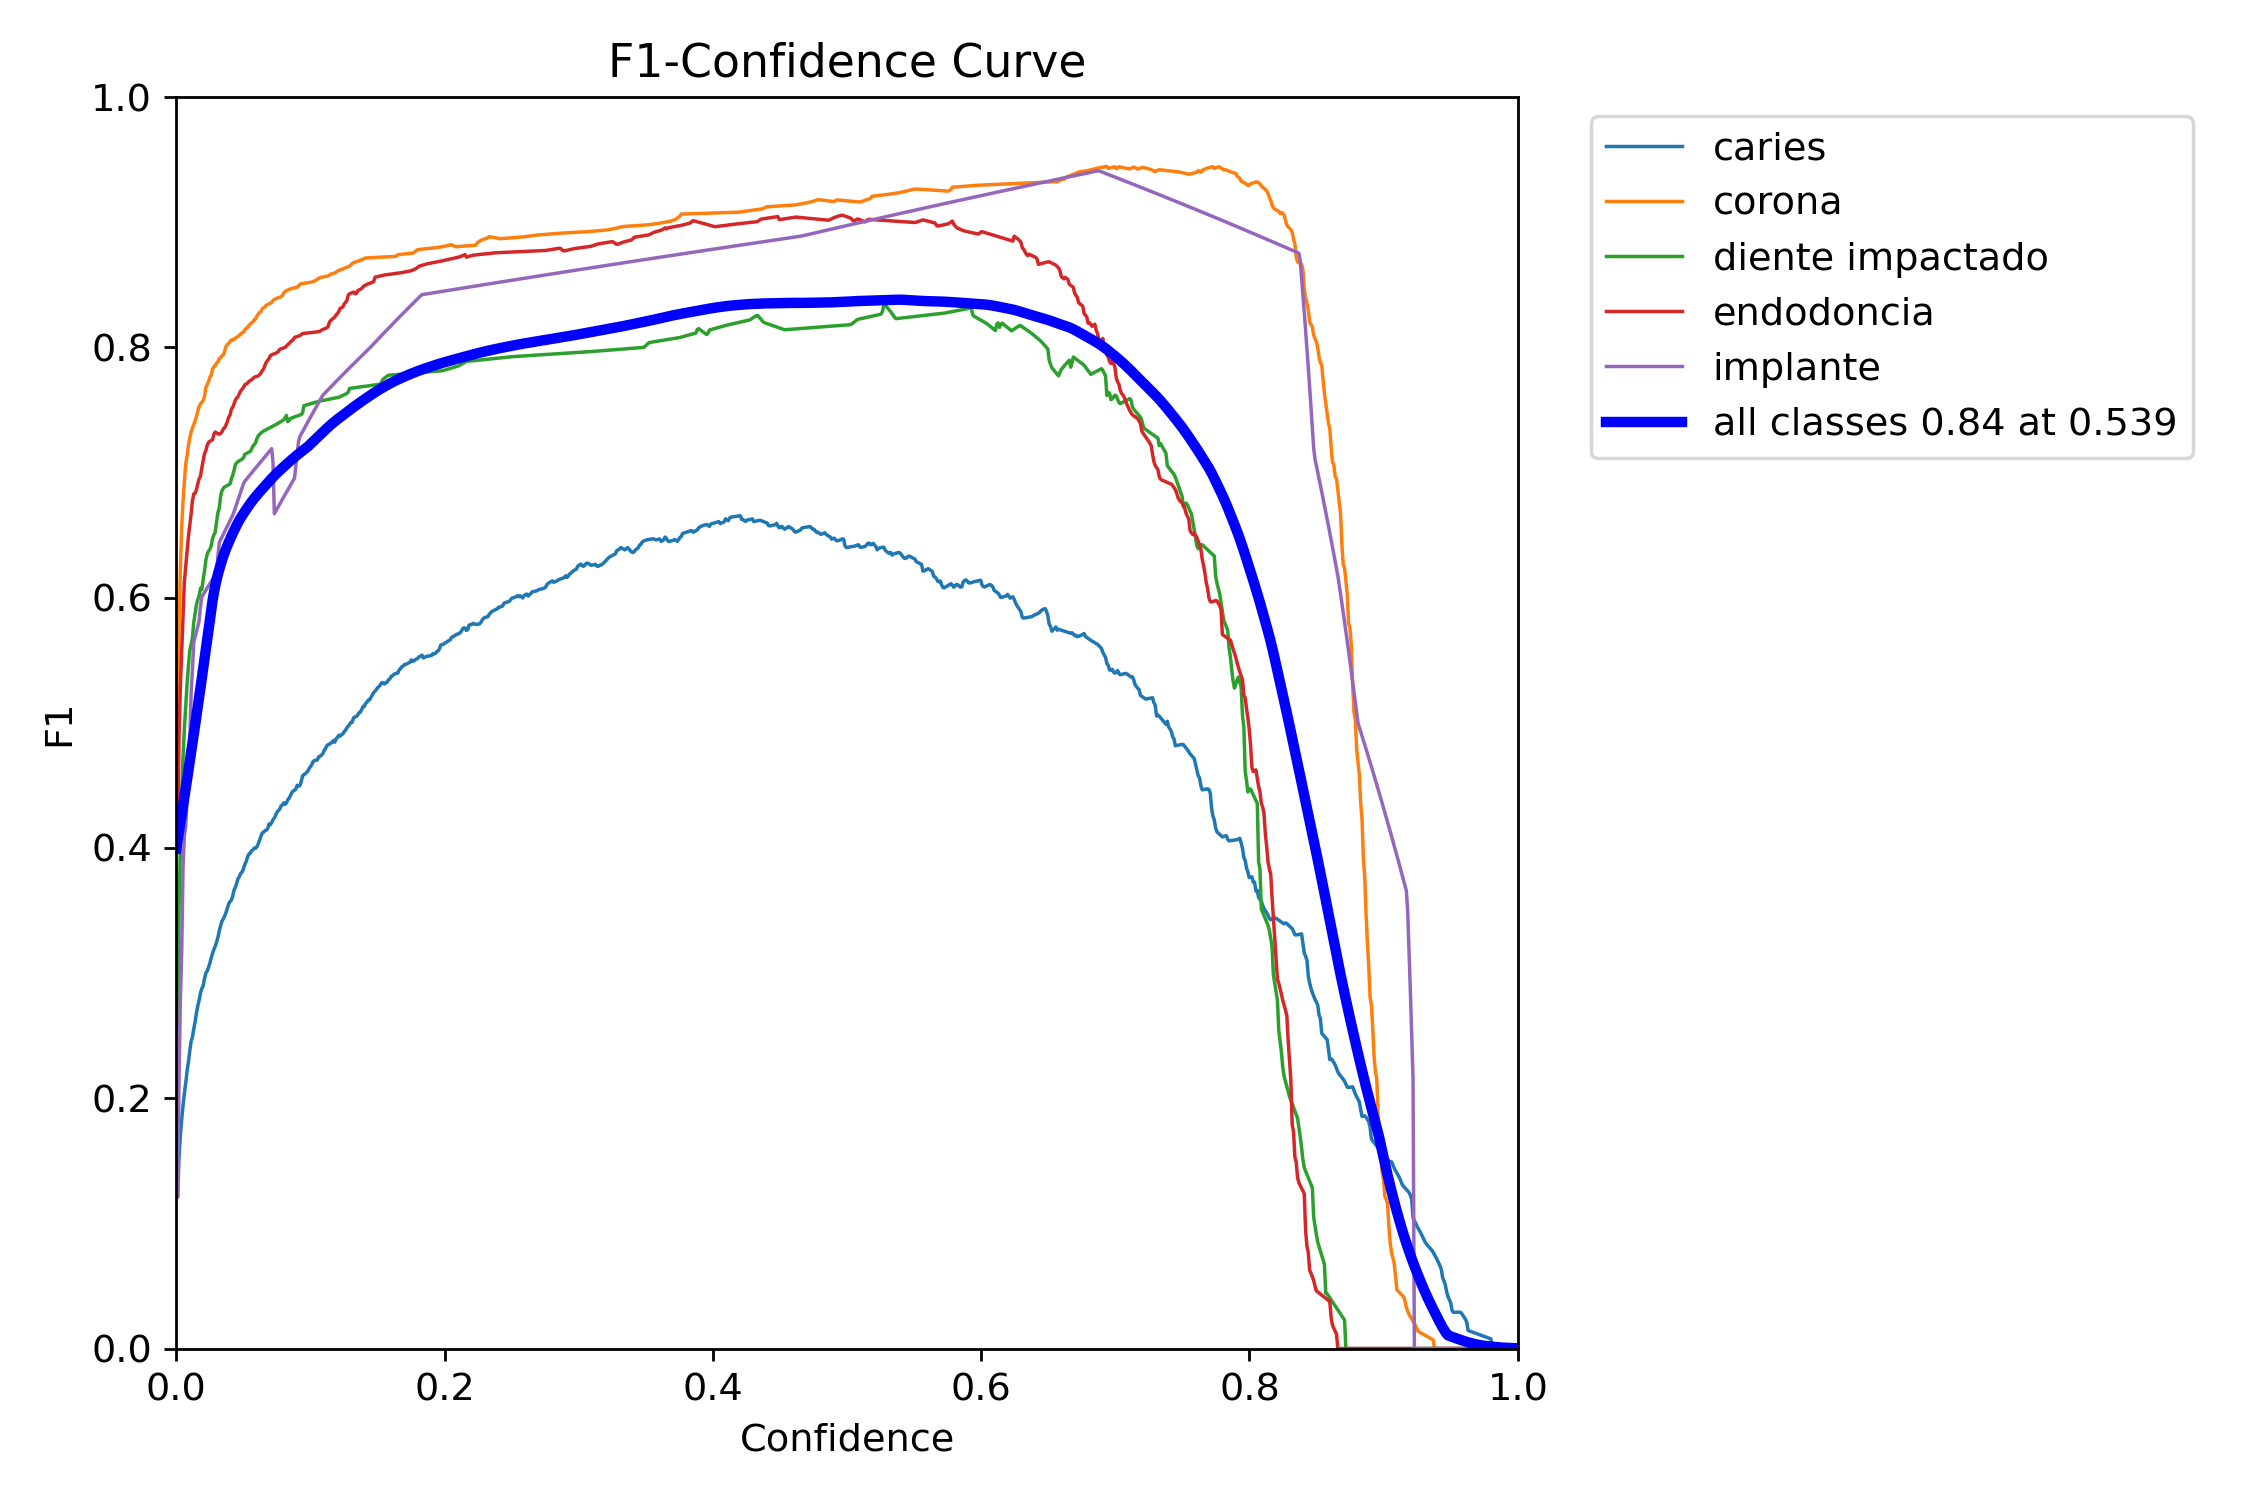 F1-Confidence Curve
1.0
0.8
0.6
0.4
0.2
0.0
F1
0.0 0.2 0.4 0.6 0.8 1.0
Confidence
caries
corona
diente impactado
endodoncia
implante
all classes 0.84 at 0.539